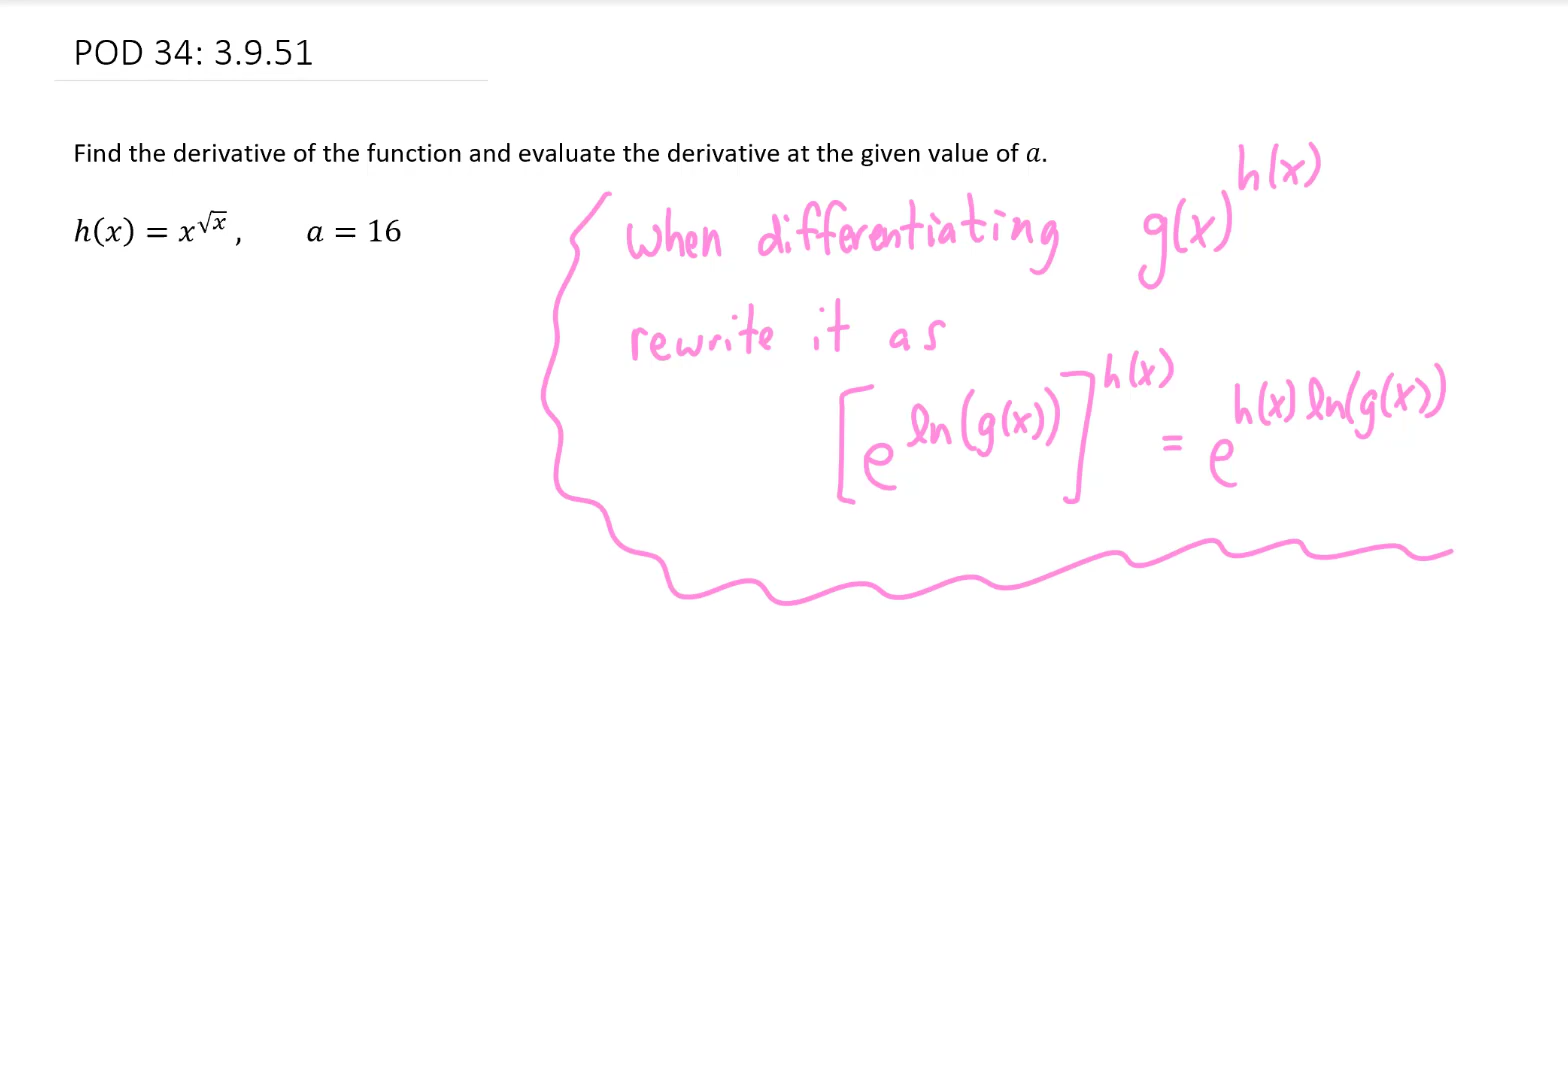 POD 34: 3.9.51
Find the derivative of the function and evaluate the derivative at the given value of a.
h(x) = x^√x , a = 16
when differentiating g(x)^h(x)
rewrite it as
[e^ln(g(x))]^h(x) = e^h(x) ln(g(x))